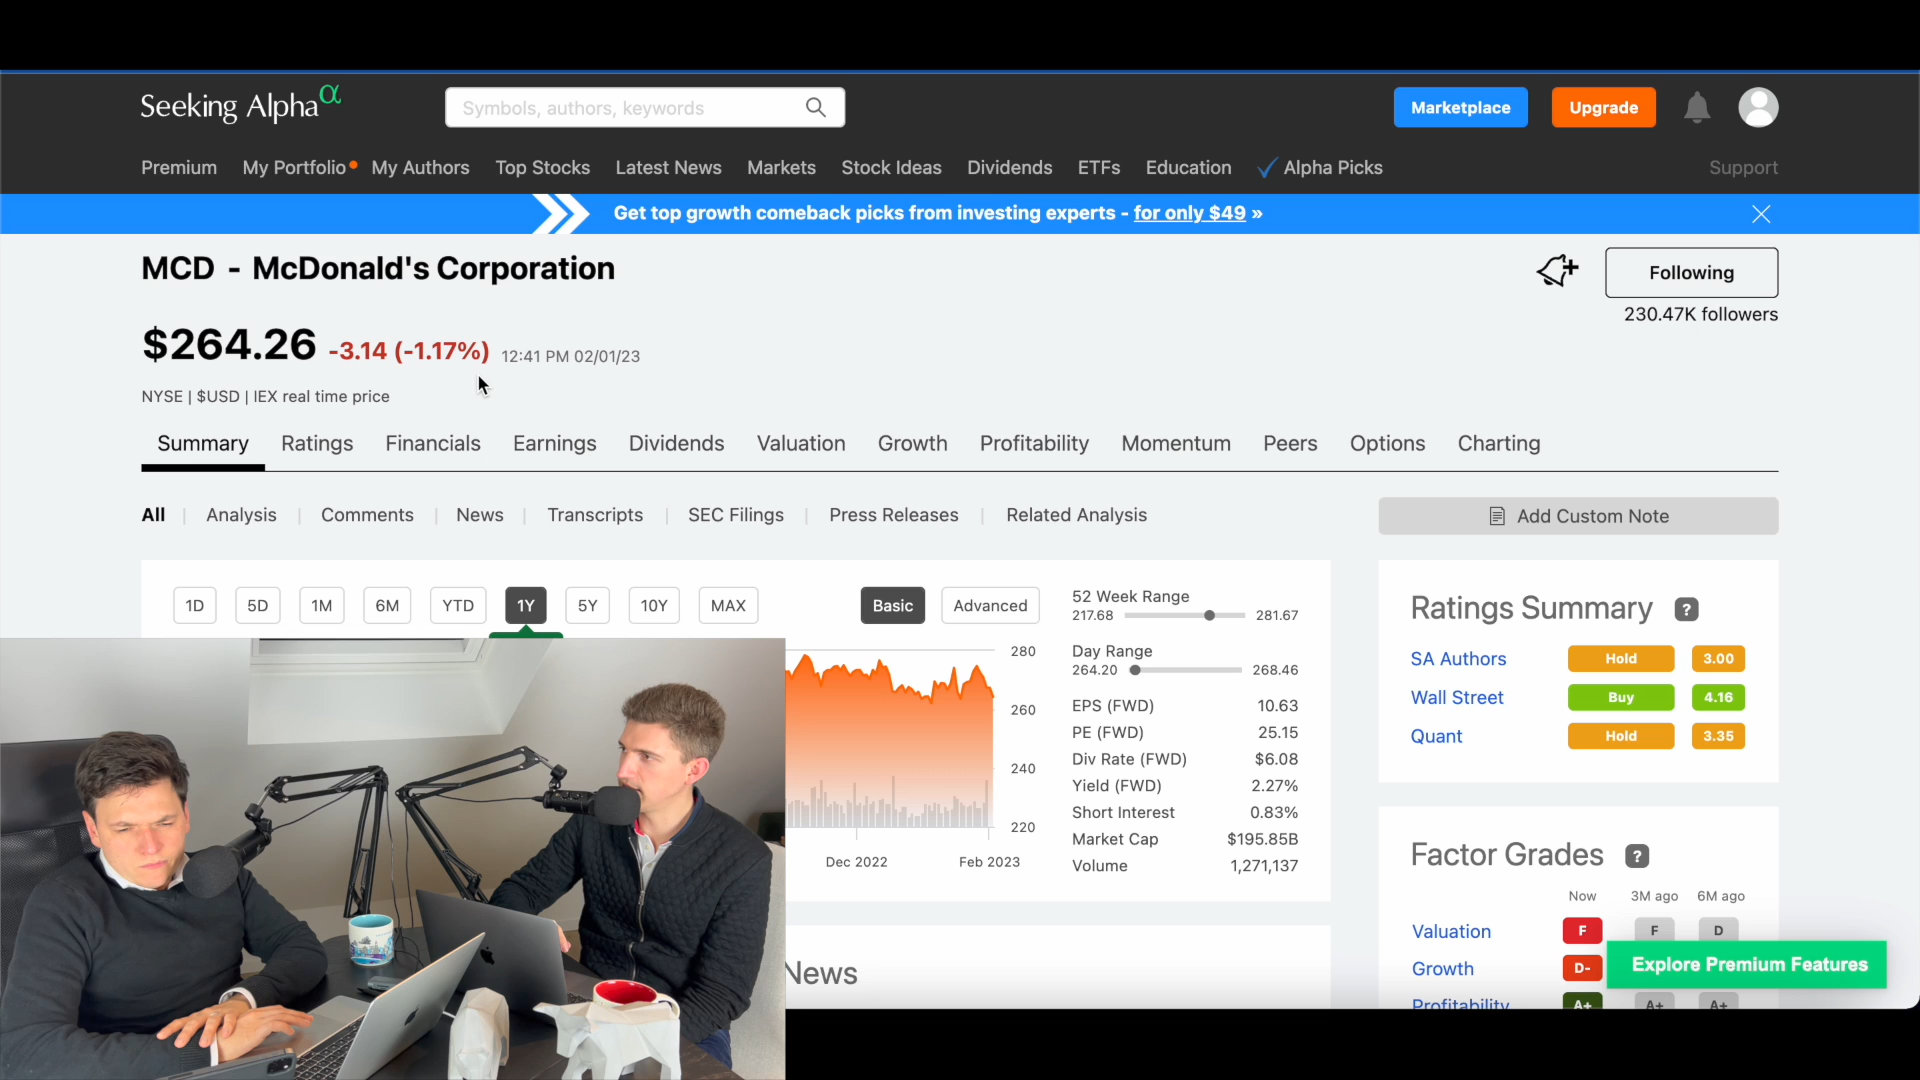 Seeking Alpha α
Symbols, authors, keywords
Marketplace
Upgrade
Premium My Portfolio My Authors Top Stocks Latest News Markets Stock Ideas Dividends ETFs Education Alpha Picks Support
Get top growth comeback picks from investing experts - for only $49 »
MCD - McDonald's Corporation
Following
230.47K followers
$264.26 -3.14 (-1.17%) 12:41 PM 02/01/23
NYSE | $USD | IEX real time price
Summary Ratings Financials Earnings Dividends Valuation Growth Profitability Momentum Peers Options Charting
All | Analysis | Comments | News | Transcripts | SEC Filings | Press Releases | Related Analysis
Add Custom Note
1D 5D 1M 6M YTD 1Y 5Y 10Y MAX
Basic Advanced
280
260
240
220
Dec 2022 Feb 2023
52 Week Range
217.68 281.67
Day Range
264.20 268.46
EPS (FWD) 10.63
PE (FWD) 25.15
Div Rate (FWD) $6.08
Yield (FWD) 2.27%
Short Interest 0.83%
Market Cap $195.85B
Volume 1,271,137
News
Ratings Summary ?
SA Authors Hold 3.00
Wall Street Buy 4.16
Quant Hold 3.35
Factor Grades ?
Now 3M ago 6M ago
Valuation F F D
Growth D-
Explore Premium Features
Profitability A+ A+ A+